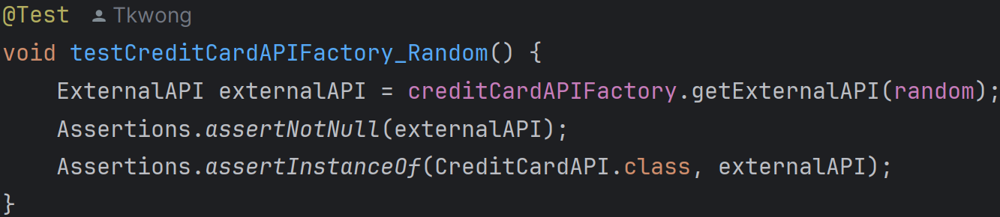 @Test Tkwong
void testCreditCardAPIFactory_Random() {
    ExternalAPI externalAPI = creditCardAPIFactory.getExternalAPI(random);
    Assertions.assertNotNull(externalAPI);
    Assertions.assertInstanceOf(CreditCardAPI.class, externalAPI);
}